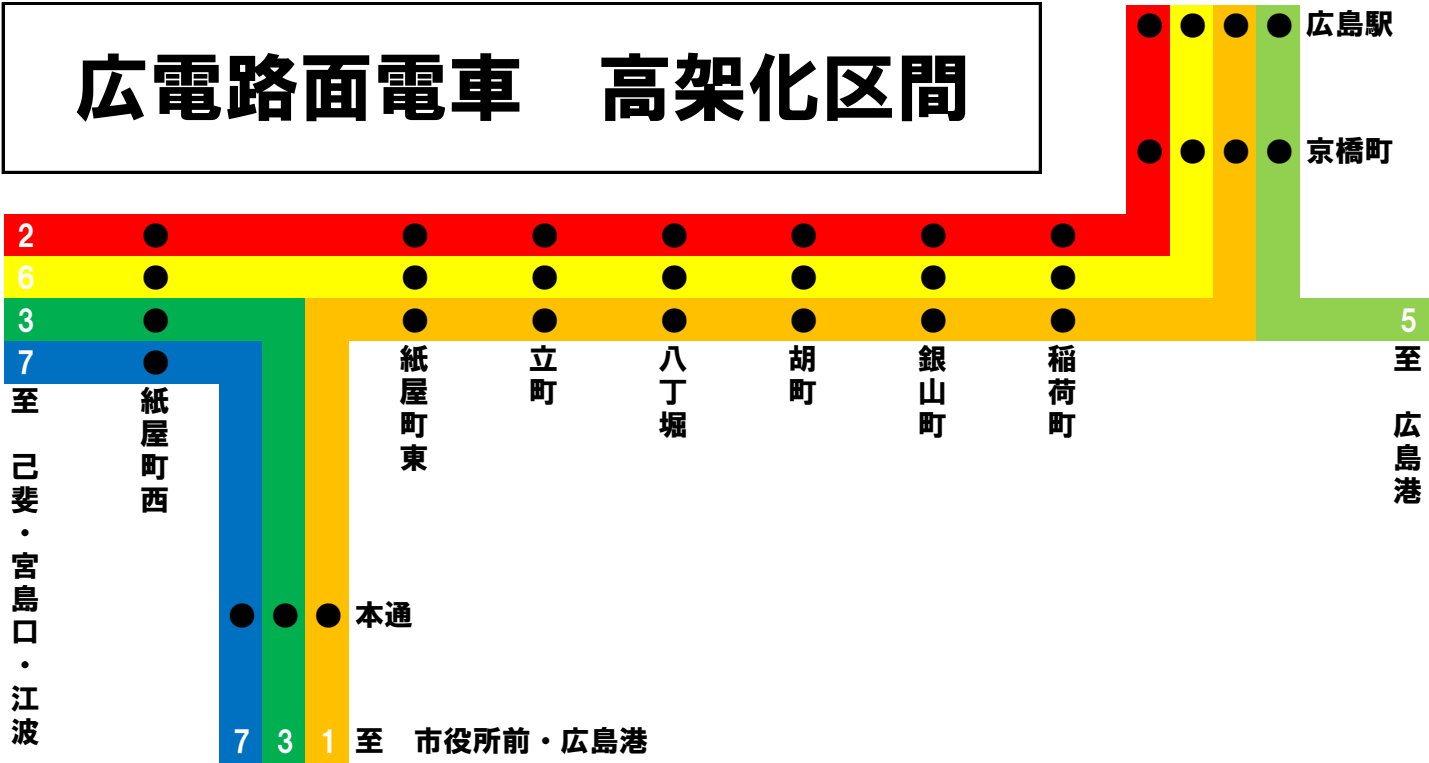 広電路面電車　高架化区間
広島駅
京橋町
2
6
3
7
5
紙屋町東
立町
八丁堀
胡町
銀山町
稲荷町
至　広島港
至　己斐・宮島口・江波
紙屋町西
本通
7 3 1 至　市役所前・広島港